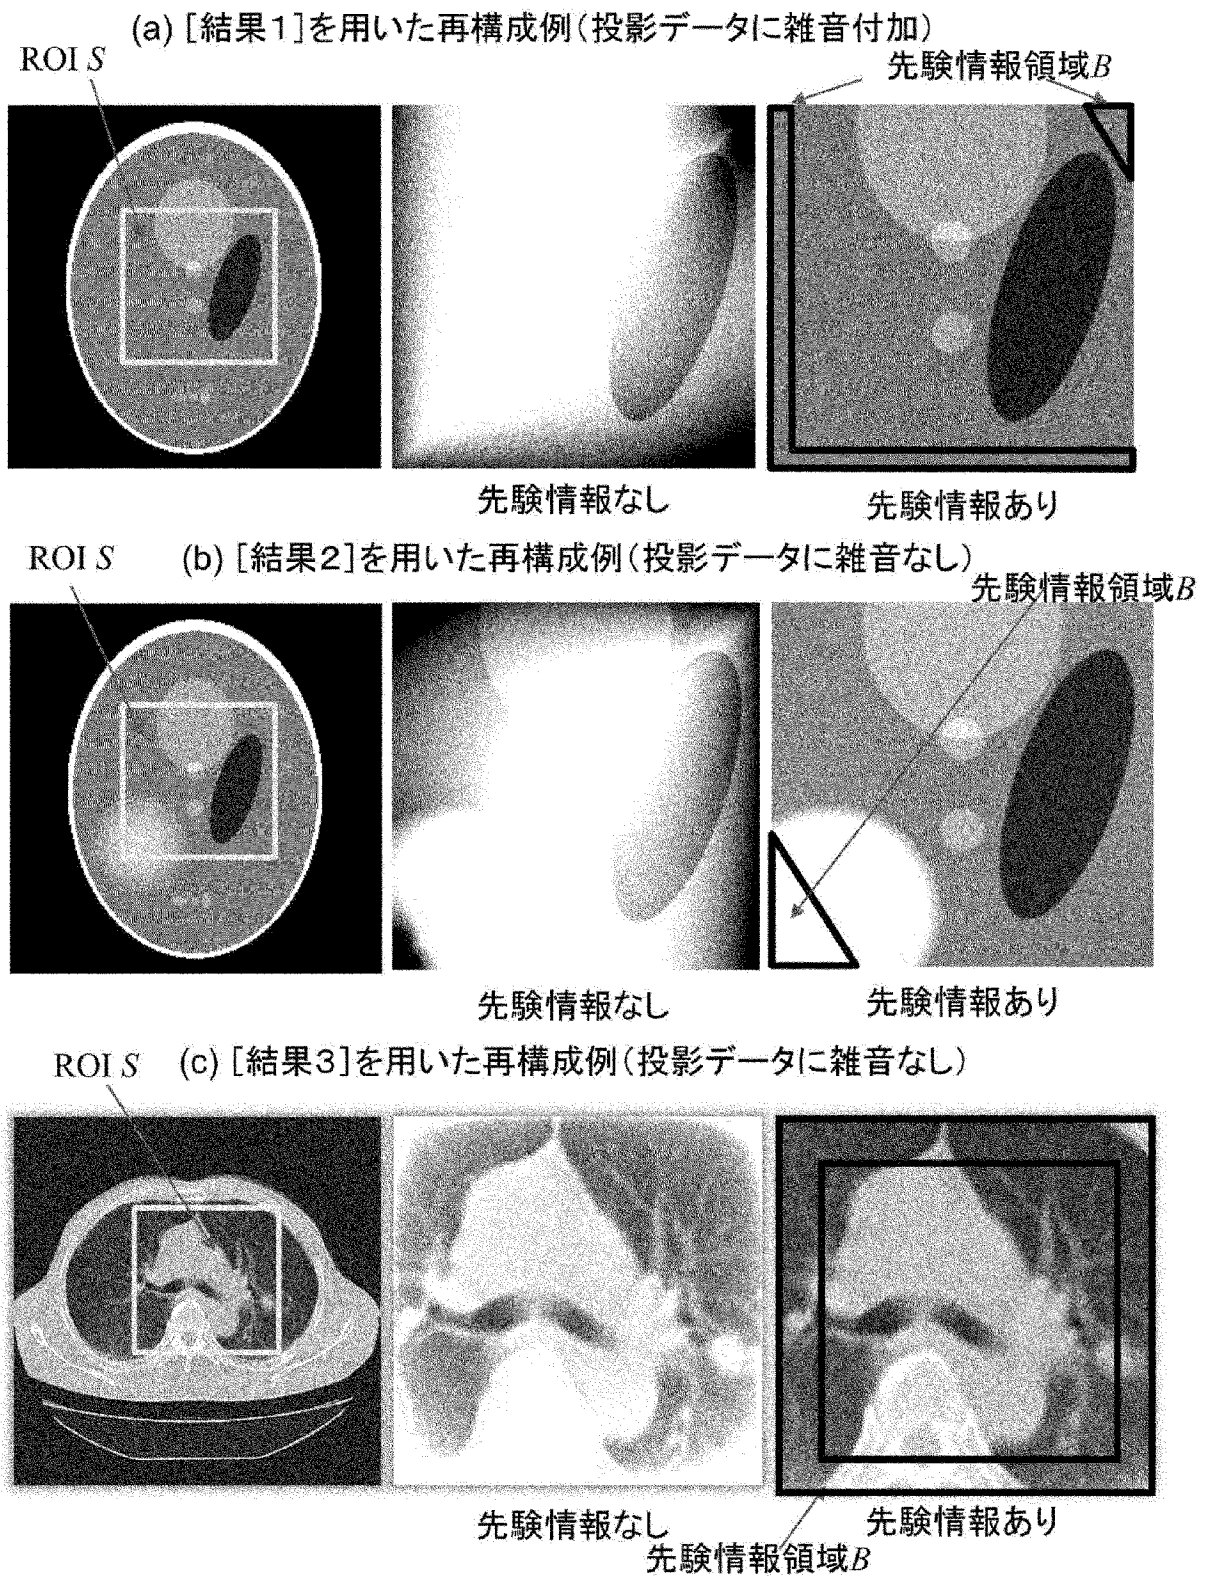 (a) [結果１]を用いた再構成例(投影データに雑音付加)
ROI S
先験情報領域B
先験情報なし
先験情報あり
ROI S
(b) [結果２]を用いた再構成例(投影データに雑音なし)
先験情報領域B
先験情報なし
先験情報あり
ROI S
(c) [結果３]を用いた再構成例(投影データに雑音なし)
先験情報なし
先験情報あり
先験情報領域B